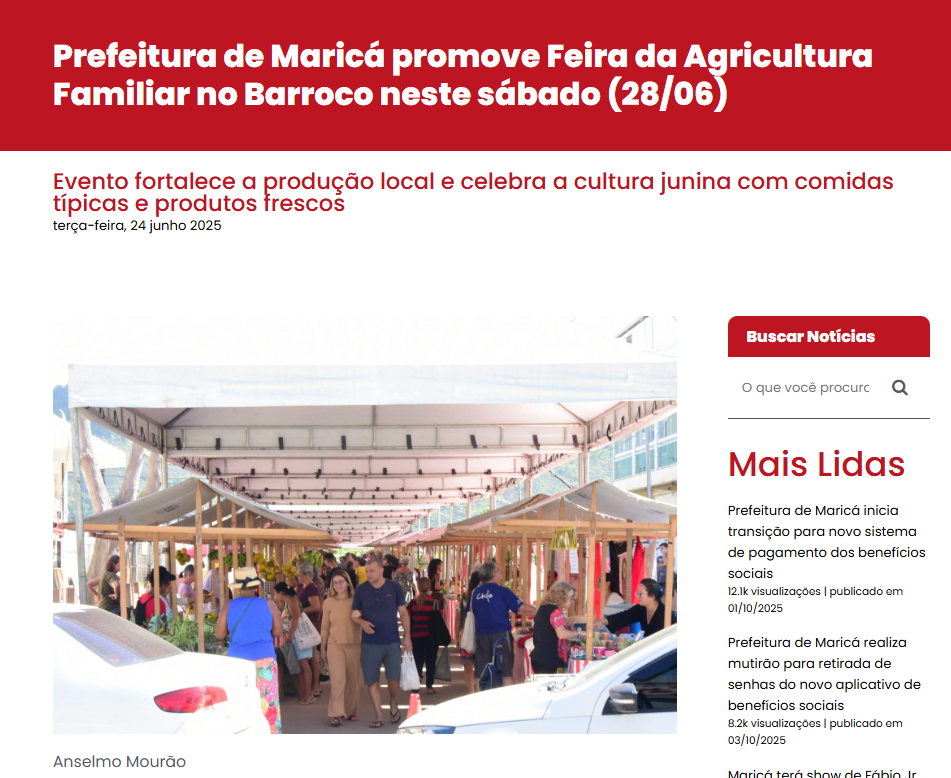 Prefeitura de Maricá promove Feira da Agricultura
Familiar no Barroco neste sábado (28/06)
Evento fortalece a produção local e celebra a cultura junina com comidas
típicas e produtos frescos
terça-feira, 24 junho 2025
Chile
Anselmo Mourão
Buscar Notícias
O que você procurc
Mais Lidas
Prefeitura de Maricá inicia
transição para novo sistema
de pagamento dos benefícios
sociais
12.1k visualizações | publicado em
01/10/2025
Prefeitura de Maricá realiza
mutirão para retirada de
senhas do novo aplicativo de
benefícios sociais
8.2k visualizações | publicado em
03/10/2025
Maricá terá show de Fábio Jr